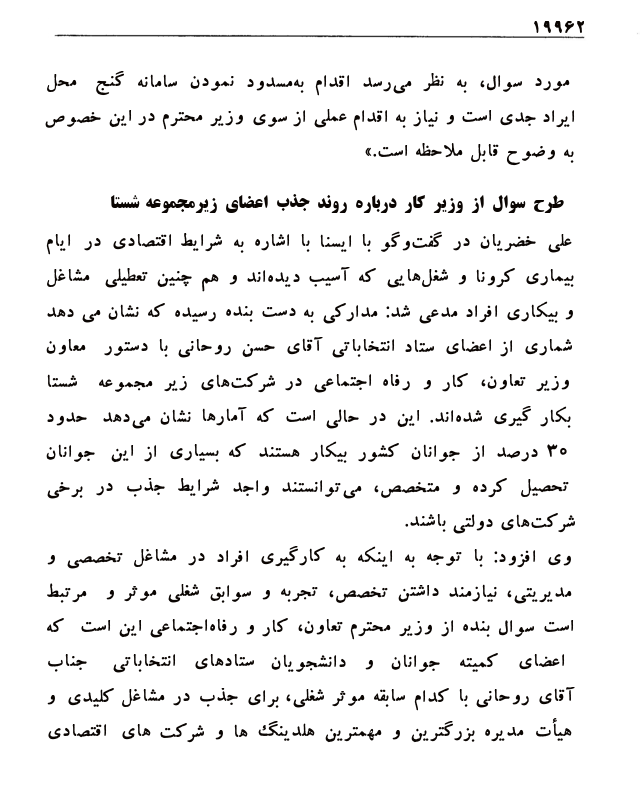 ۱۹۹۶۲
مورد سوال، به نظر می‌رسد اقدام به‌مسدود نمودن سامانه گنج محل
ایراد جدی است و نیاز به اقدام عملی از سوی وزیر محترم در این خصوص
به وضوح قابل ملاحظه است.»
طرح سوال از وزیر کار درباره روند جذب اعضای زیرمجموعه شستا
علی خضریان در گفت‌وگو با ایسنا با اشاره به شرایط اقتصادی در ایام
بیماری کرونا و شغل‌هایی که آسیب دیده‌اند و هم چنین تعطیلی مشاغل
و بیکاری افراد مدعی شد: مدارکی به دست بنده رسیده که نشان می دهد
شماری از اعضای ستاد انتخاباتی آقای حسن روحانی با دستور معاون
وزیر تعاون، کار و رفاه اجتماعی در شرکت‌های زیر مجموعه شستا
بکار گیری شده‌اند. این در حالی است که آمارها نشان می‌دهد حدود
۳۰ درصد از جوانان کشور بیکار هستند که بسیاری از این جوانان
تحصیل کرده و متخصص، می‌توانستند واجد شرایط جذب در برخی
شرکت‌های دولتی باشند.
وی افزود: با توجه به اینکه به کارگیری افراد در مشاغل تخصصی و
مدیریتی، نیازمند داشتن تخصص، تجربه و سوابق شغلی موثر و مرتبط
است سوال بنده از وزیر محترم تعاون، کار و رفاه‌اجتماعی این است که
اعضای کمیته جوانان و دانشجویان ستادهای انتخاباتی جناب
آقای روحانی با کدام سابقه موثر شغلی، برای جذب در مشاغل کلیدی و
هیأت مدیره بزرگترین و مهمترین هلدینگ ها و شرکت های اقتصادی